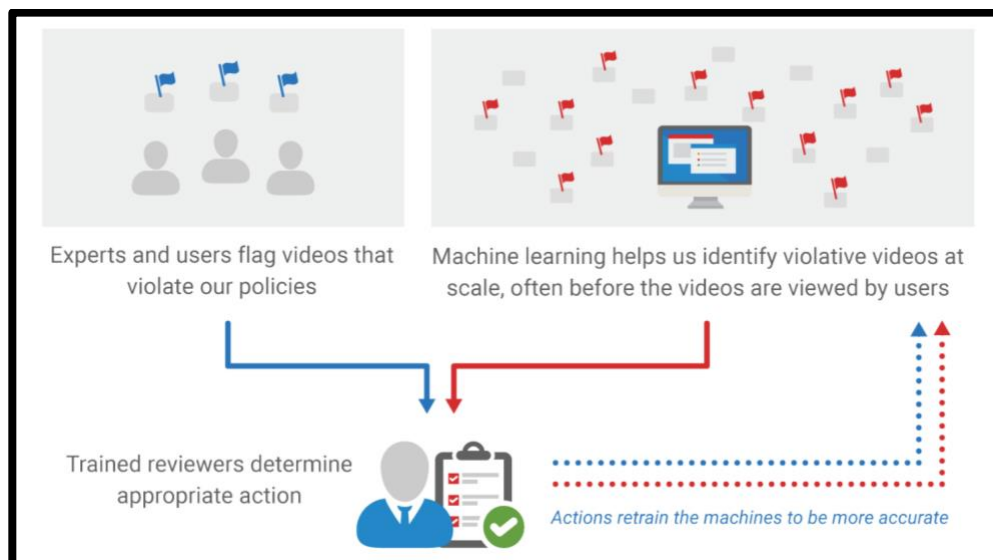 Experts and users flag videos that
violate our policies
Machine learning helps us identify violative videos at
scale, often before the videos are viewed by users
Trained reviewers determine
appropriate action
Actions retrain the machines to be more accurate